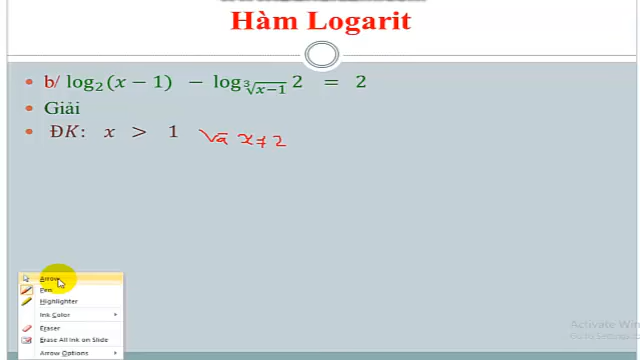 Hàm Logarit
b/ log₂(x − 1) − log_{∛(x−1)} 2 = 2
Giải
ĐK: x > 1 và x ≠ 2
Arrow
Pen
Highlighter
Ink Color
Eraser
Erase All Ink on Slide
Arrow Options
Activate Win